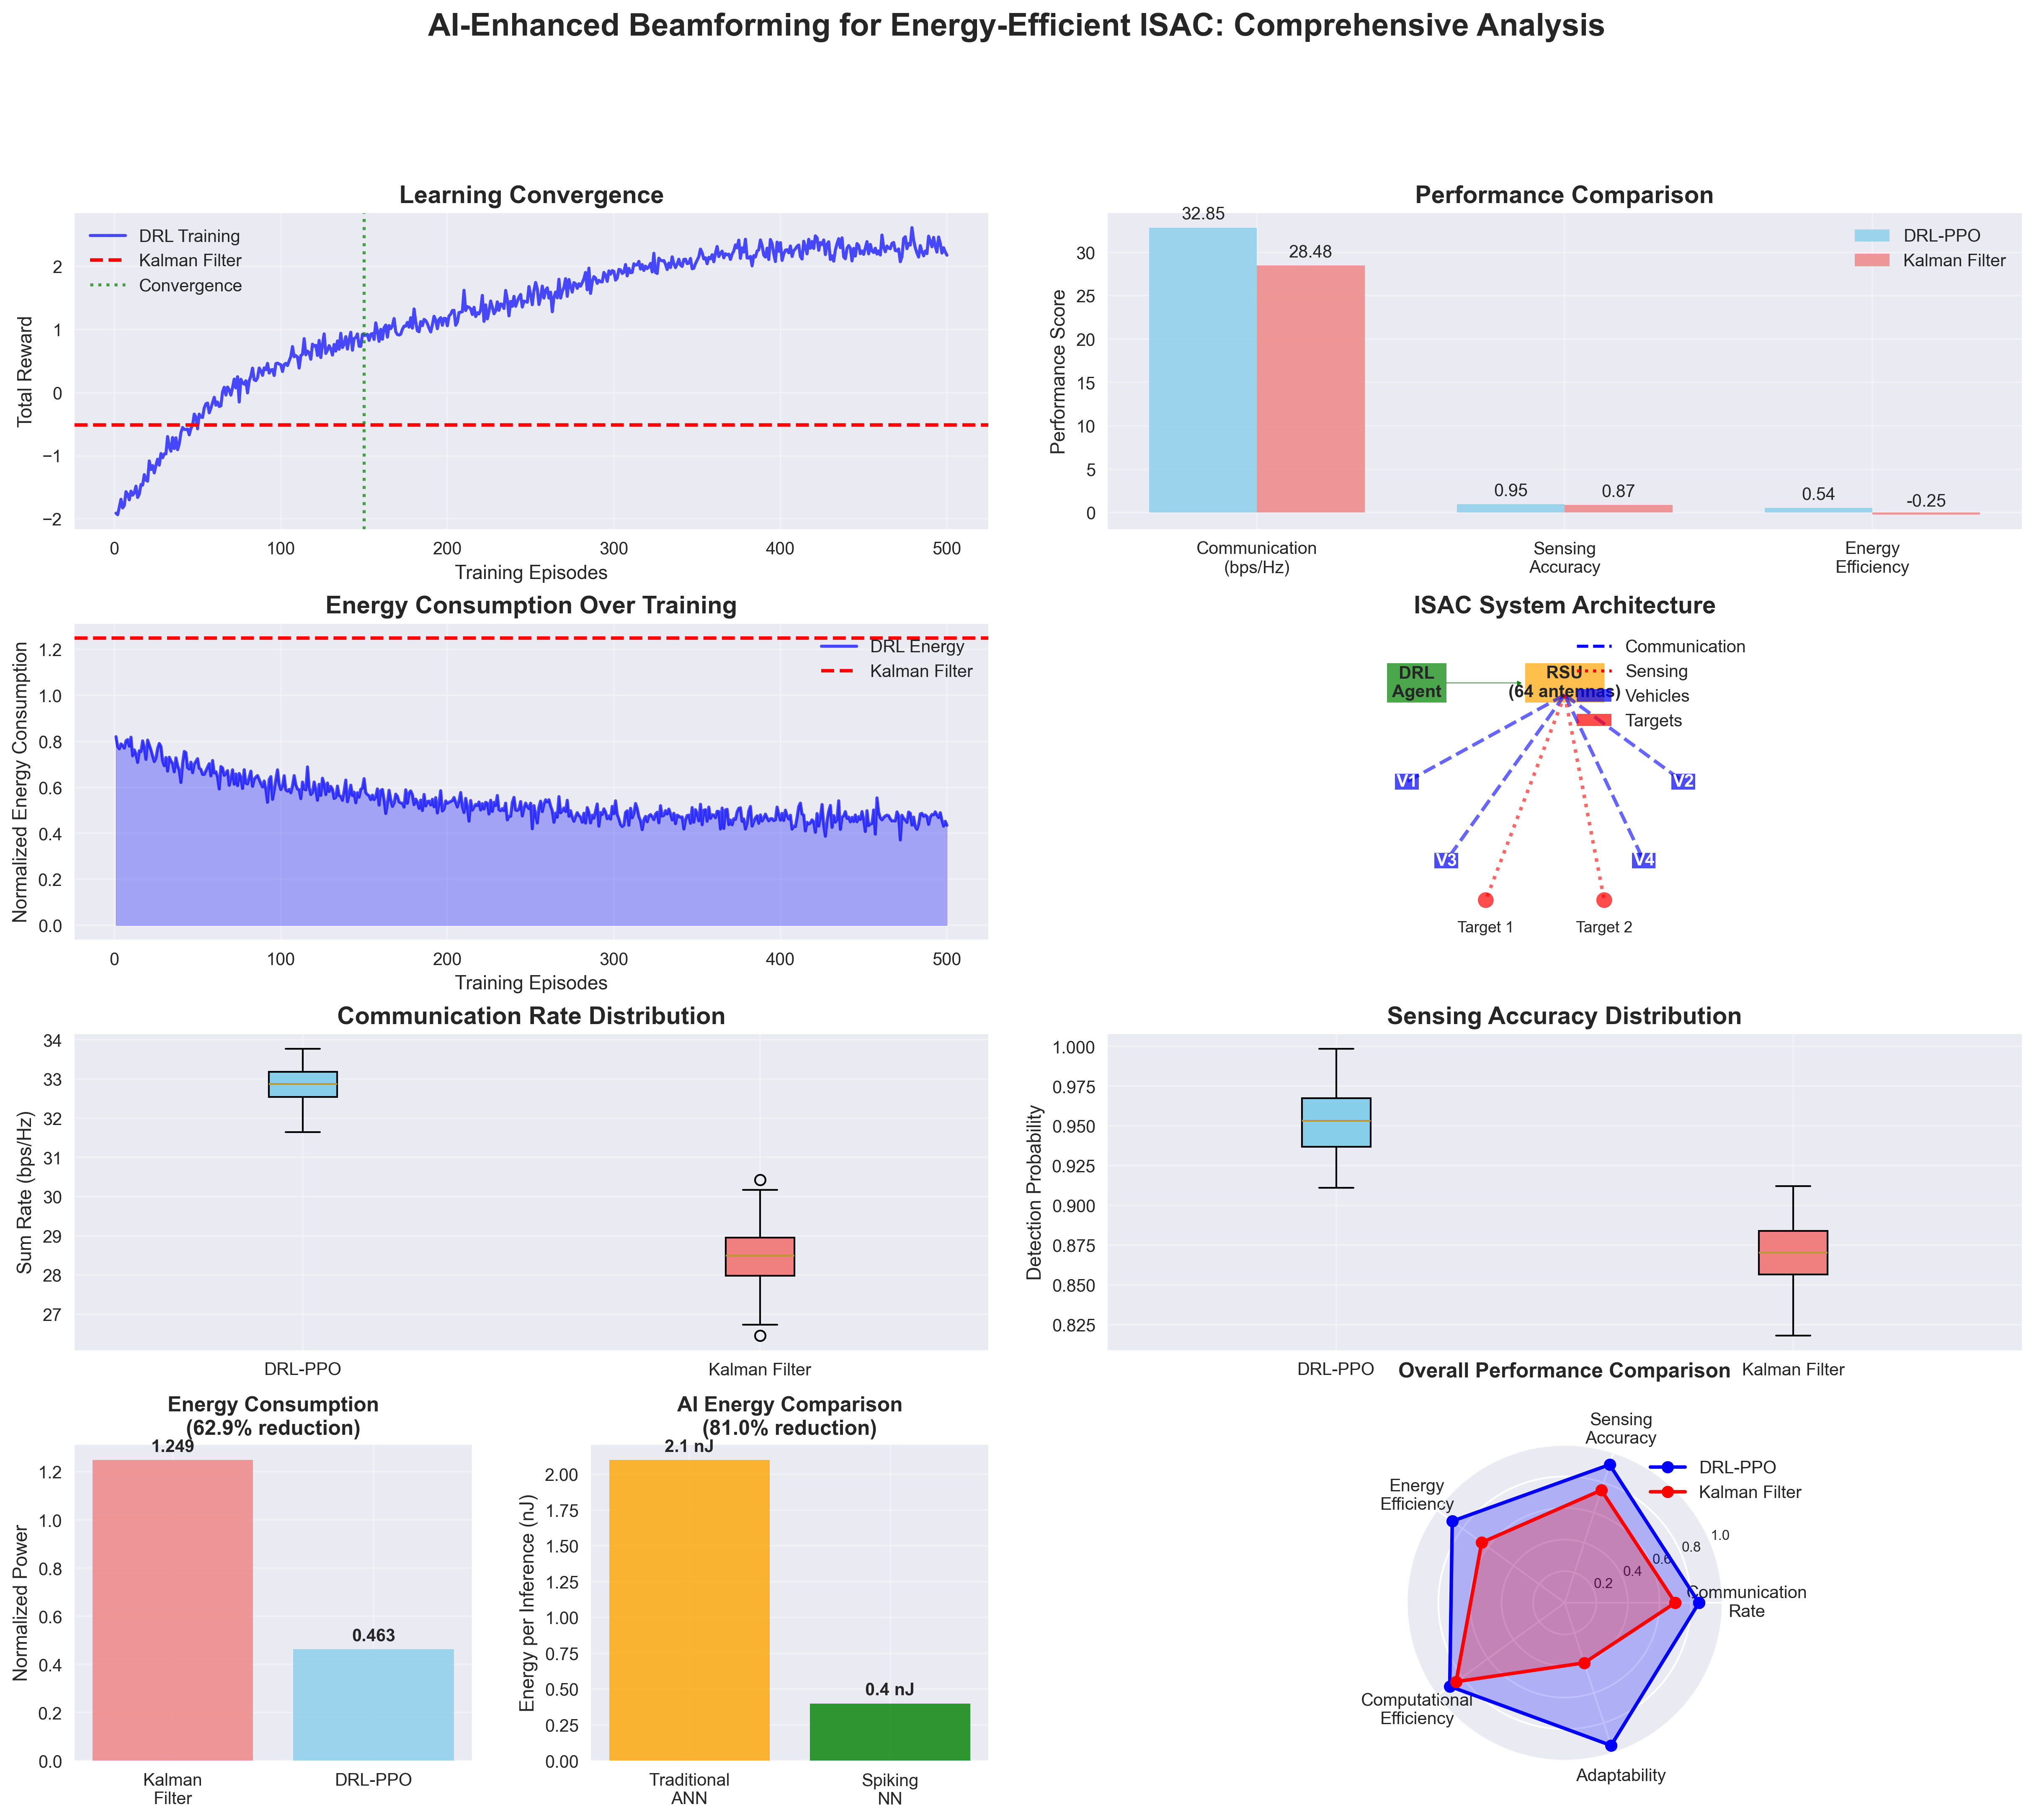 AI-Enhanced Beamforming for Energy-Efficient ISAC: Comprehensive Analysis
Learning Convergence
DRL Training
Kalman Filter
Convergence
Total Reward
2
1
0
−1
−2
0 100 200 300 400 500
Training Episodes
Performance Comparison
DRL-PPO
Kalman Filter
Performance Score
30
25
20
15
10
5
0
32.85
28.48
0.95
0.87
0.54
-0.25
Communication
(bps/Hz)
Sensing
Accuracy
Energy
Efficiency
Energy Consumption Over Training
DRL Energy
Kalman Filter
Normalized Energy Consumption
1.2
1.0
0.8
0.6
0.4
0.2
0.0
0 100 200 300 400 500
Training Episodes
ISAC System Architecture
Communication
Sensing
Vehicles
Targets
DRL
Agent
RSU
(64 antennas)
V1
V2
V3
V4
Target 1
Target 2
Communication Rate Distribution
Sum Rate (bps/Hz)
34
33
32
31
30
29
28
27
DRL-PPO
Kalman Filter
Sensing Accuracy Distribution
Detection Probability
1.000
0.975
0.950
0.925
0.900
0.875
0.850
0.825
DRL-PPO
Kalman Filter
Energy Consumption
(62.9% reduction)
Normalized Power
1.2
1.0
0.8
0.6
0.4
0.2
0.0
1.249
0.463
Kalman
Filter
DRL-PPO
AI Energy Comparison
(81.0% reduction)
Energy per Inference (nJ)
2.00
1.75
1.50
1.25
1.00
0.75
0.50
0.25
0.00
2.1 nJ
0.4 nJ
Traditional
ANN
Spiking
NN
Overall Performance Comparison
DRL-PPO
Kalman Filter
Sensing
Accuracy
Energy
Efficiency
Communication
Rate
Computational
Efficiency
Adaptability
0.2
0.4
0.6
0.8
1.0